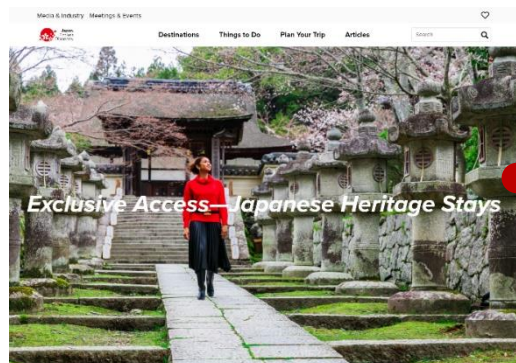 Media & Industry Meetings & Events
Destinations Things to Do Plan Your Trip Articles Search
Exclusive Access—Japanese Heritage Stays